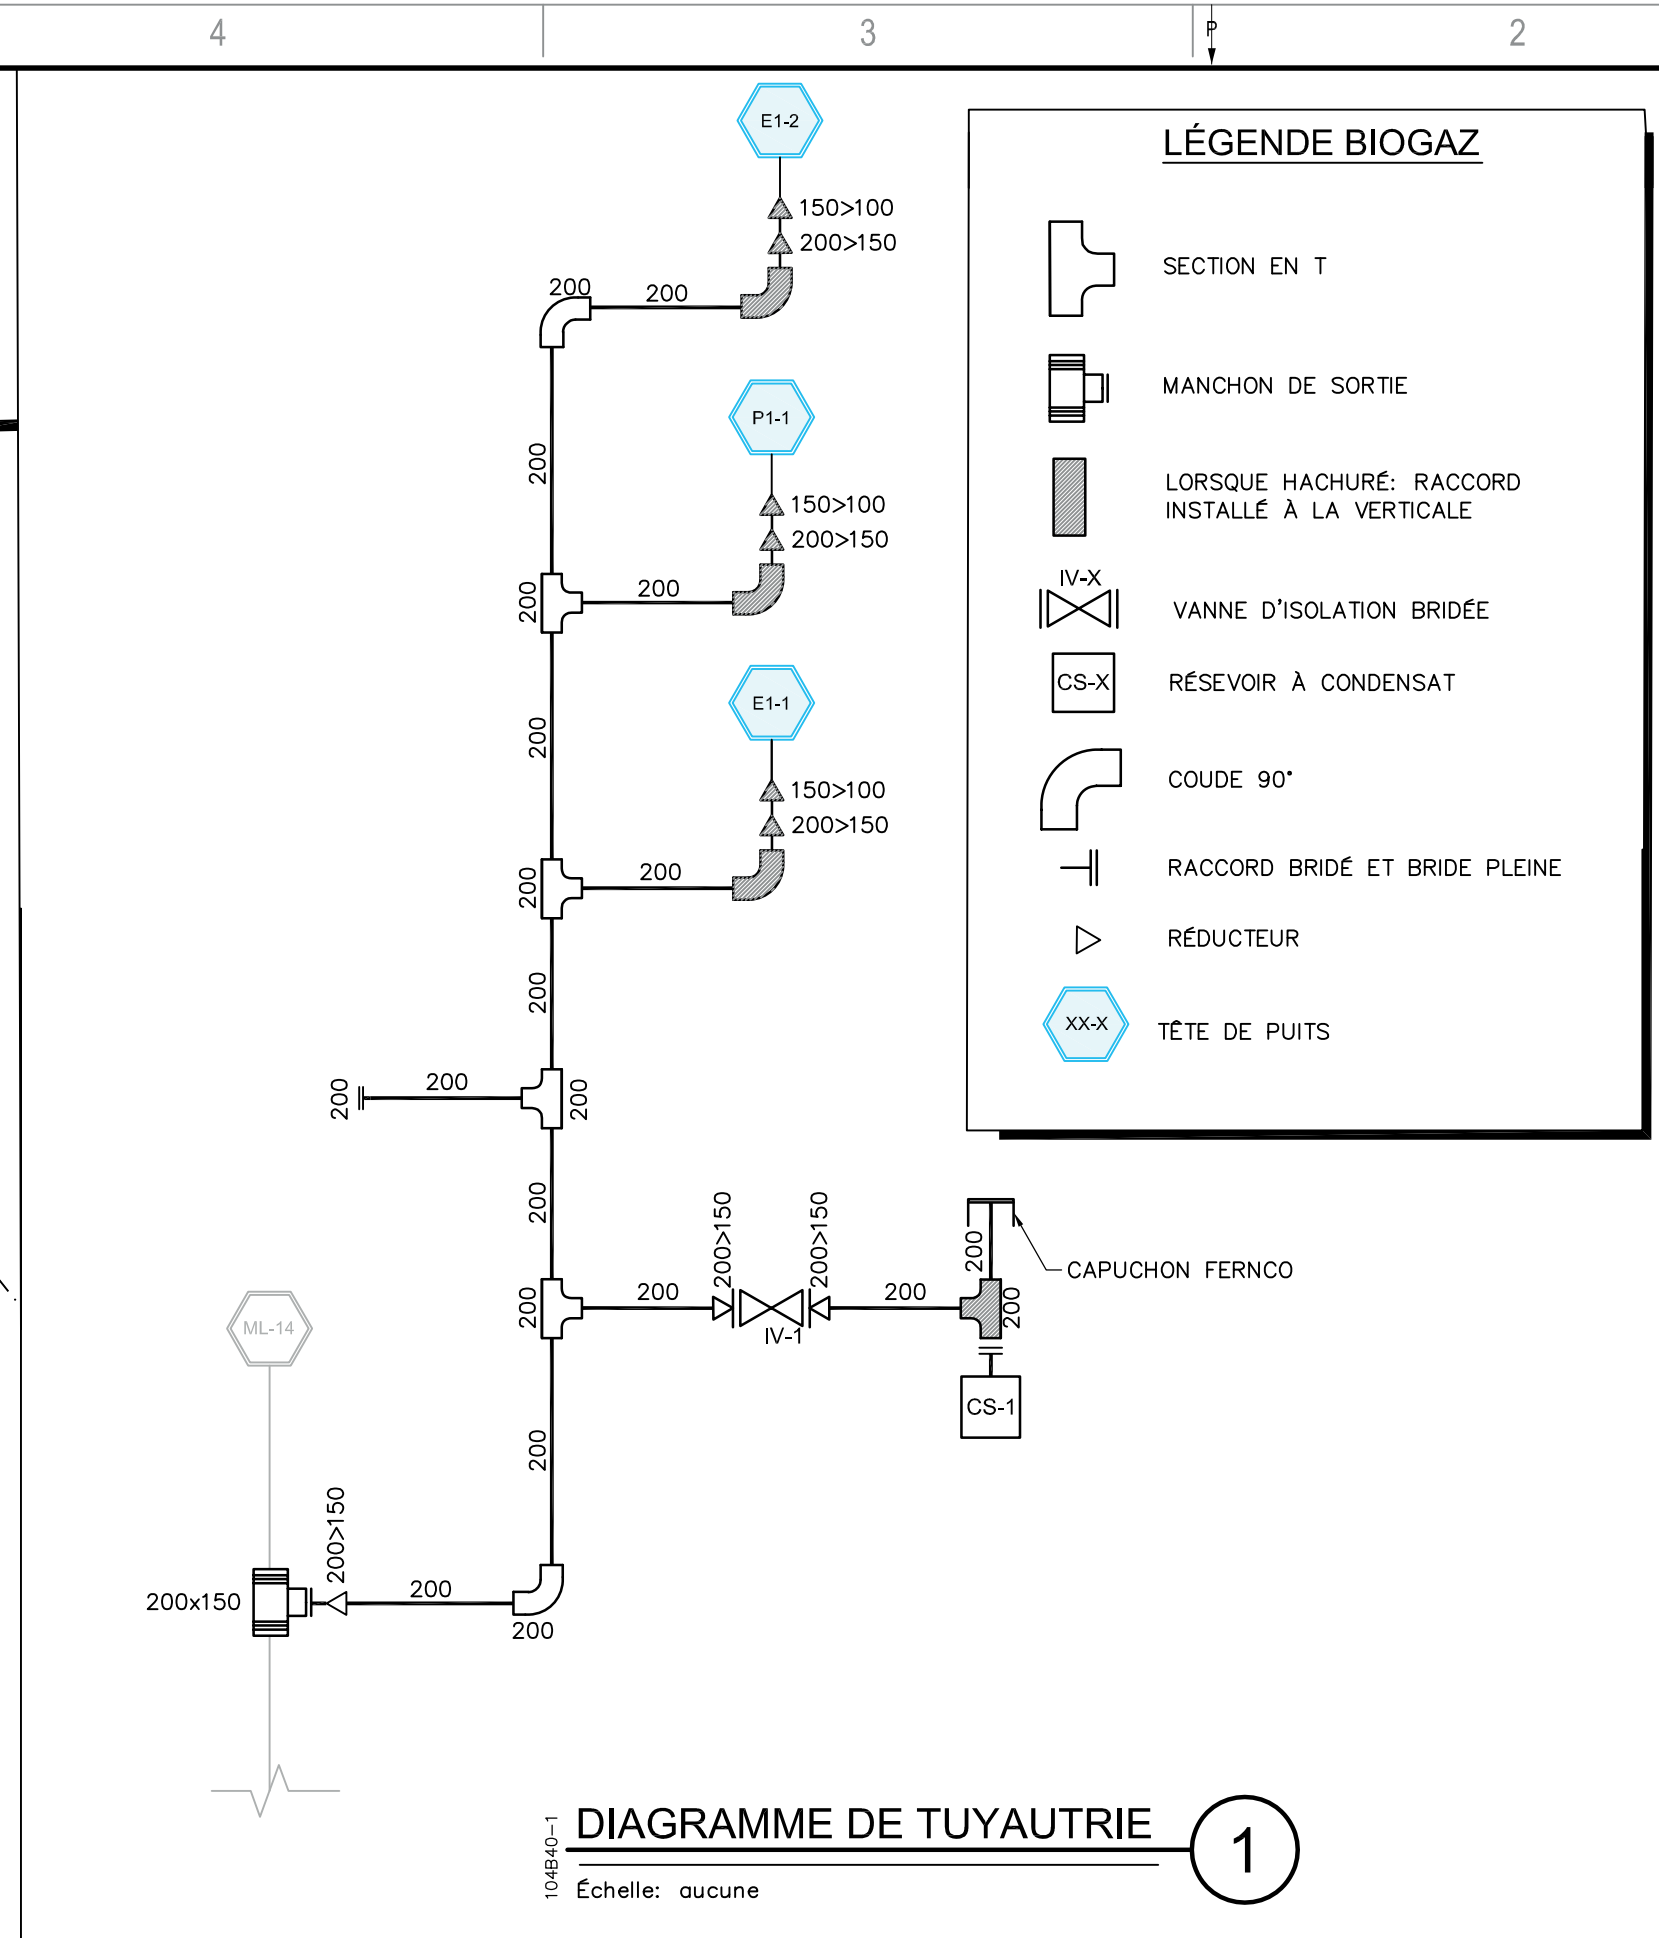 4
3
P
2
E1-2
150>100
200>150
200
200
200
P1-1
150>100
200>150
200
200
200
E1-1
150>100
200>150
200
200
200
200
200
200
200
200>150
200>150
200
200
200
IV-1
200
200
CAPUCHON FERNCO
CS-1
ML-14
200
200>150
200x150
200
200
200
LÉGENDE BIOGAZ
SECTION EN T
MANCHON DE SORTIE
LORSQUE HACHURÉ: RACCORD
INSTALLÉ À LA VERTICALE
IV-X
VANNE D'ISOLATION BRIDÉE
CS-X
RÉSEVOIR À CONDENSAT
COUDE 90°
RACCORD BRIDÉ ET BRIDE PLEINE
RÉDUCTEUR
XX-X
TÊTE DE PUITS
104B40-1
DIAGRAMME DE TUYAUTRIE
1
Échelle: aucune